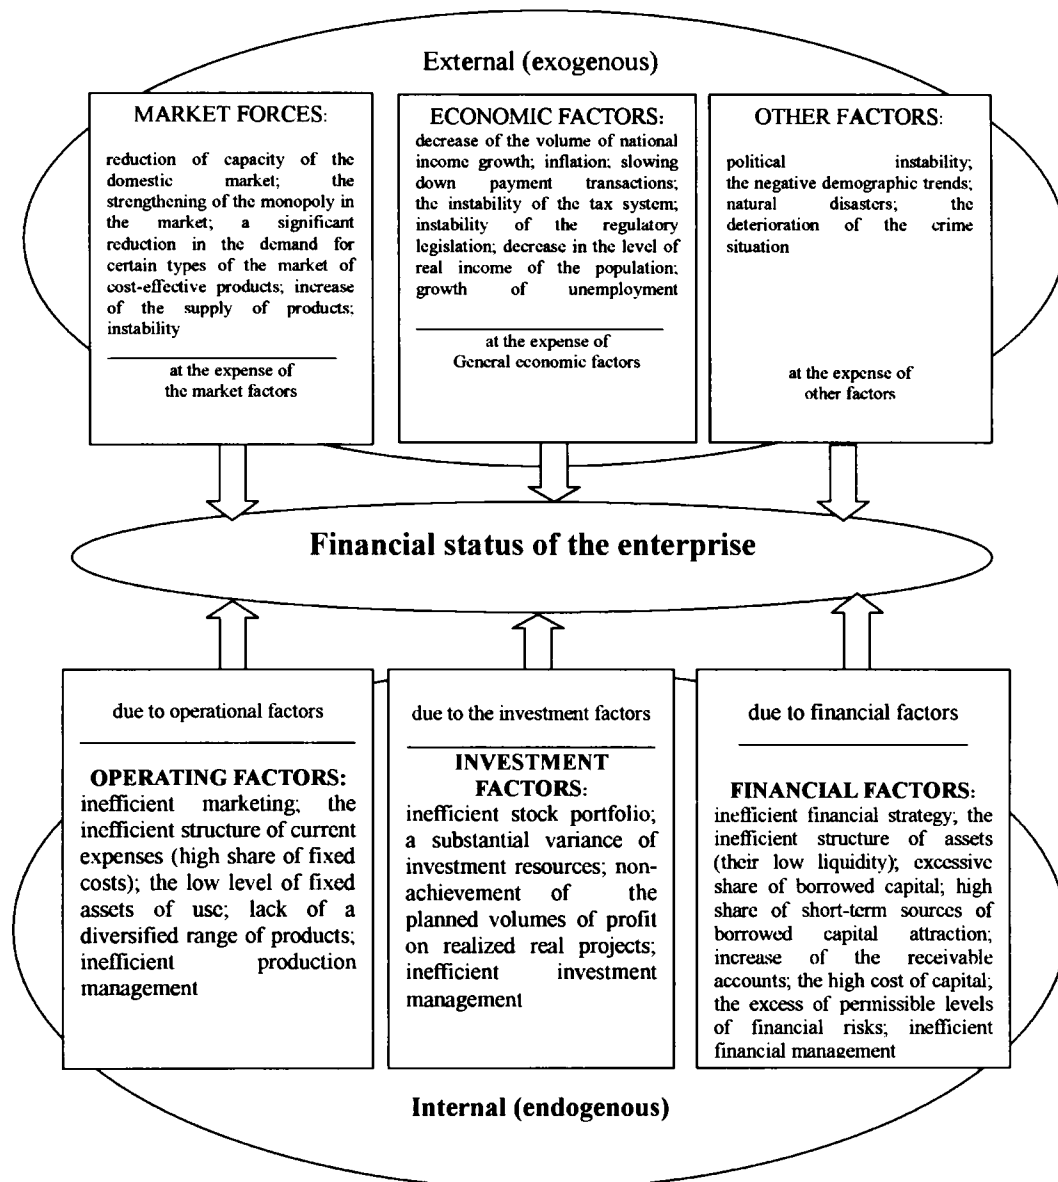 External (exogenous)
MARKET FORCES:
reduction of capacity of the
domestic market; the
strengthening of the monopoly in
the market; a significant
reduction in the demand for
certain types of the market of
cost-effective products; increase
of the supply of products;
instability
at the expense of
the market factors
ECONOMIC FACTORS:
decrease of the volume of national
income growth; inflation; slowing
down payment transactions;
the instability of the tax system;
instability of the regulatory
legislation; decrease in the level of
real income of the population;
growth of unemployment
at the expense of
General economic factors
OTHER FACTORS:
political instability;
the negative demographic trends;
natural disasters; the
deterioration of the crime
situation
at the expense of
other factors
Financial status of the enterprise
due to operational factors
OPERATING FACTORS:
inefficient marketing; the
inefficient structure of current
expenses (high share of fixed
costs); the low level of fixed
assets of use; lack of a
diversified range of products;
inefficient production
management
due to the investment factors
INVESTMENT
FACTORS:
inefficient stock portfolio;
a substantial variance of
investment resources; non-
achievement of the
planned volumes of profit
on realized real projects;
inefficient investment
management
due to financial factors
FINANCIAL FACTORS:
inefficient financial strategy; the
inefficient structure of assets
(their low liquidity); excessive
share of borrowed capital; high
share of short-term sources of
borrowed capital attraction;
increase of the receivable
accounts; the high cost of capital;
the excess of permissible levels
of financial risks; inefficient
financial management
Internal (endogenous)